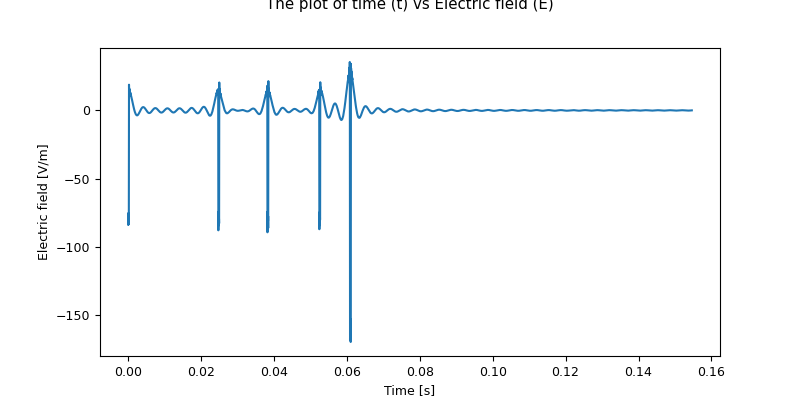 The plot of time (t) vs Electric field (E)
0
−50
−100
−150
Electric field [V/m]
0.00 0.02 0.04 0.06 0.08 0.10 0.12 0.14 0.16
Time [s]